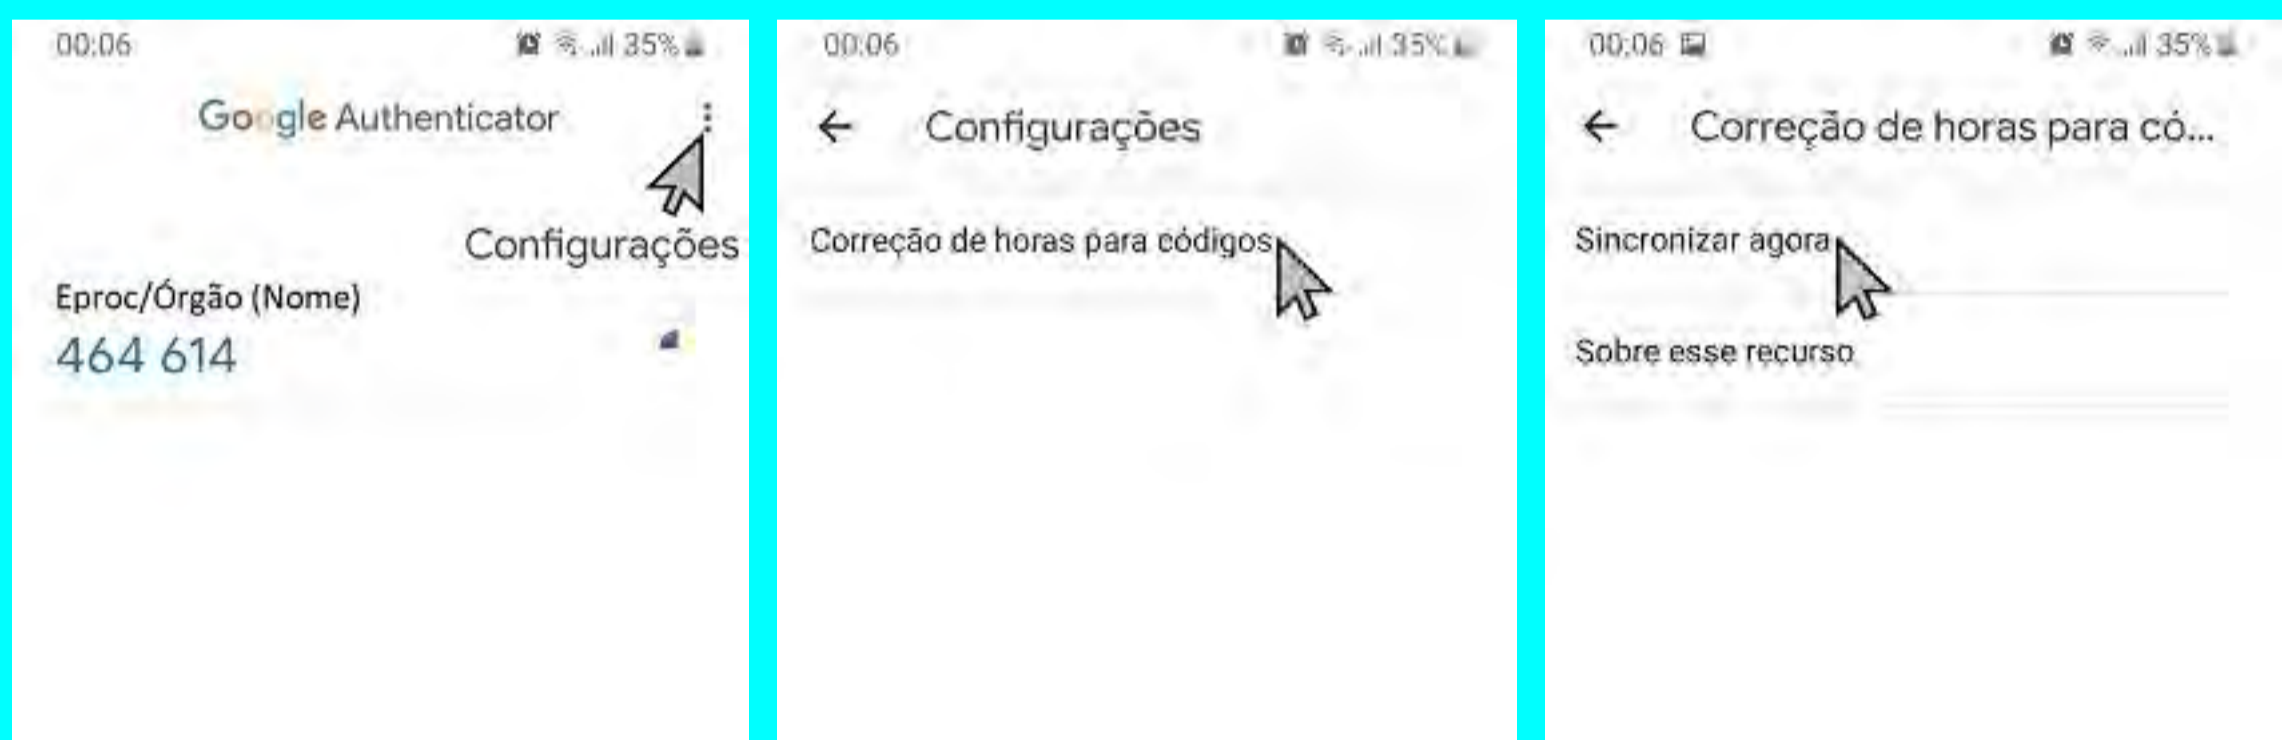 00:06
35%
Google Authenticator
Configurações
Eproc/Órgão (Nome)
464 614
00:06
35%
Configurações
Correção de horas para códigos
00:06
35%
Correção de horas para có...
Sincronizar agora
Sobre esse recurso